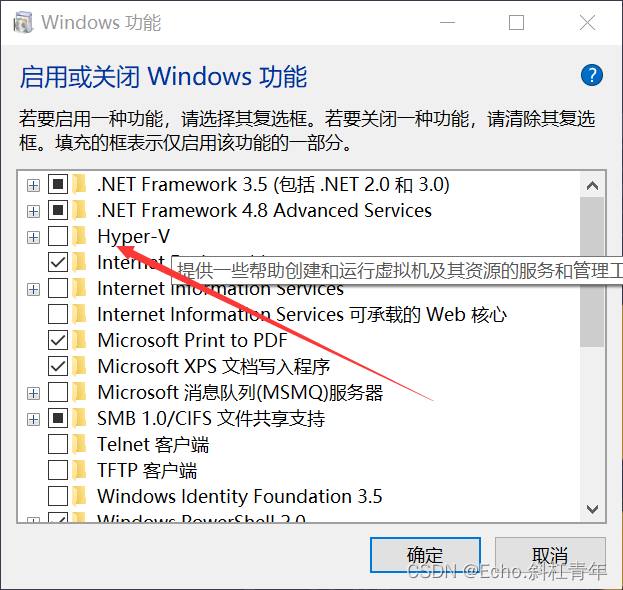 Windows 功能
启用或关闭 Windows 功能
若要启用一种功能，请选择其复选框。若要关闭一种功能，请清除其复选
框。填充的框表示仅启用该功能的一部分。
.NET Framework 3.5 (包括 .NET 2.0 和 3.0)
.NET Framework 4.8 Advanced Services
Hyper-V
Internet
提供一些帮助创建和运行虚拟机及其资源的服务和管理工
Internet Information Services
Internet Information Services 可承载的 Web 核心
Microsoft Print to PDF
Microsoft XPS 文档写入程序
Microsoft 消息队列(MSMQ)服务器
SMB 1.0/CIFS 文件共享支持
Telnet 客户端
TFTP 客户端
Windows Identity Foundation 3.5
Windows PowerShell 2.0
确定
取消
CSDN @Echo.斜杠青年